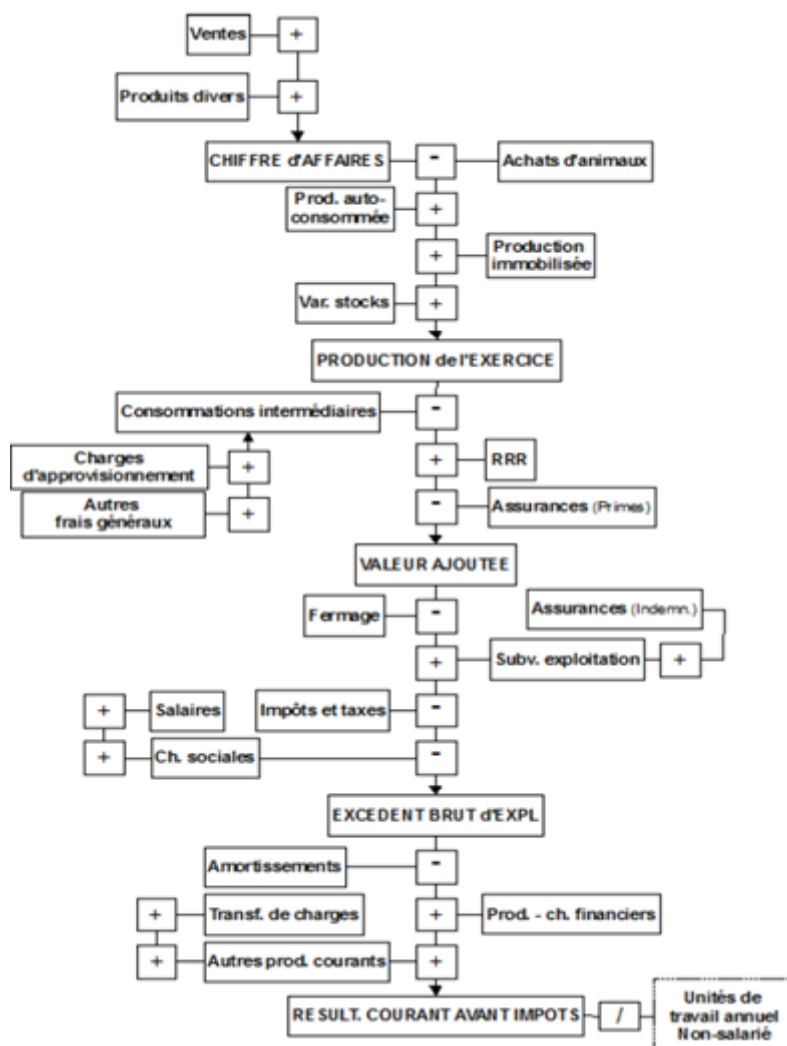 Ventes
+
Produits divers
+
CHIFFRE d'AFFAIRES
-
Achats d'animaux
Prod. auto-
consommée
+
+
Production
immobilisée
Var. stocks
+
PRODUCTION de l'EXERCICE
Consommations intermédiaires
-
Charges
d'approvisionnement
+
+
RRR
Autres
frais généraux
+
-
Assurances (Primes)
VALEUR AJOUTEE
Fermage
-
Assurances (Indemn.)
+
Subv. exploitation
+
+
Salaires
Impôts et taxes
-
+
Ch. sociales
-
EXCEDENT BRUT d'EXPL
Amortissements
-
+
Transf. de charges
+
Prod. - ch. financiers
+
Autres prod. courants
+
RESULT. COURANT AVANT IMPOTS
/
Unités de
travail annuel
Non-salarié